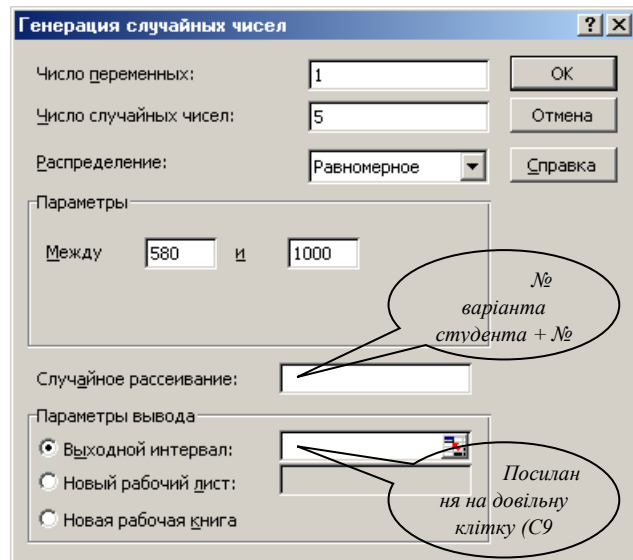 Генерация случайных чисел
Число переменных: 1 ОК
Число случайных чисел: 5 Отмена
Распределение: Равномерное Справка
Параметры
Между 580 и 1000
№
варіанта
студента + №
Случайное рассеивание:
Параметры вывода
Выходной интервал:
Новый рабочий лист:
Новая рабочая книга
Посилан
ня на довільну
клітку (C9